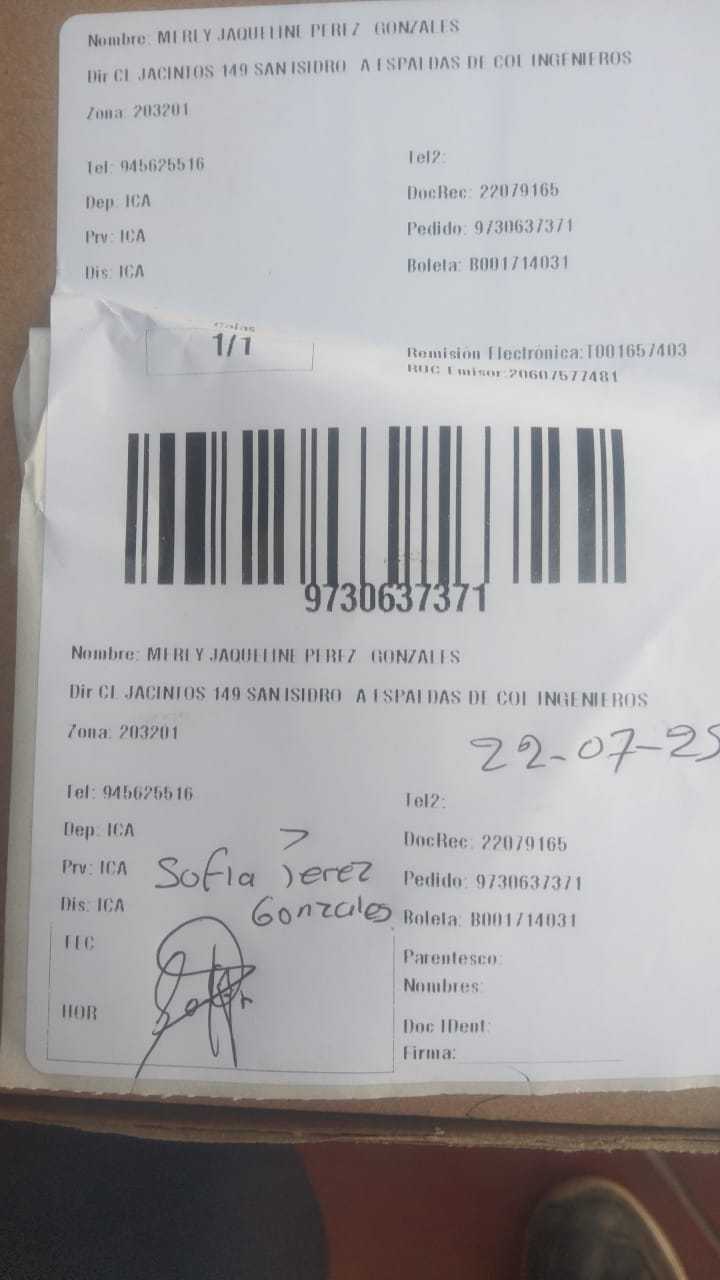 Nombre: MERLY JAQUELINE PEREZ GONZALES
Dir CL JACINTOS 149 SAN ISIDRO A ESPALDAS DE COL INGENIEROS
Zona: 203201
Tel: 945625516
Tel2:
Dep: ICA
DocRec: 22079165
Prv: ICA
Pedido: 9730637371
Dis: ICA
Boleta: B001714031
Cajas
1/1
Remisión Electrónica:T001657403
RUC Emisor:20607577481
9730637371
Nombre: MERLY JAQUELINE PEREZ GONZALES
Dir CL JACINTOS 149 SAN ISIDRO A ESPALDAS DE COL INGENIEROS
Zona: 203201
22-07-25
Tel: 945625516
Tel2:
Dep: ICA
DocRec: 22079165
Prv: ICA
Sofia Perez
Pedido: 9730637371
Dis: ICA
Gonzales
Boleta: B001714031
FEC
Parentesco:
Nombres:
HOR
Doc IDent:
Firma: